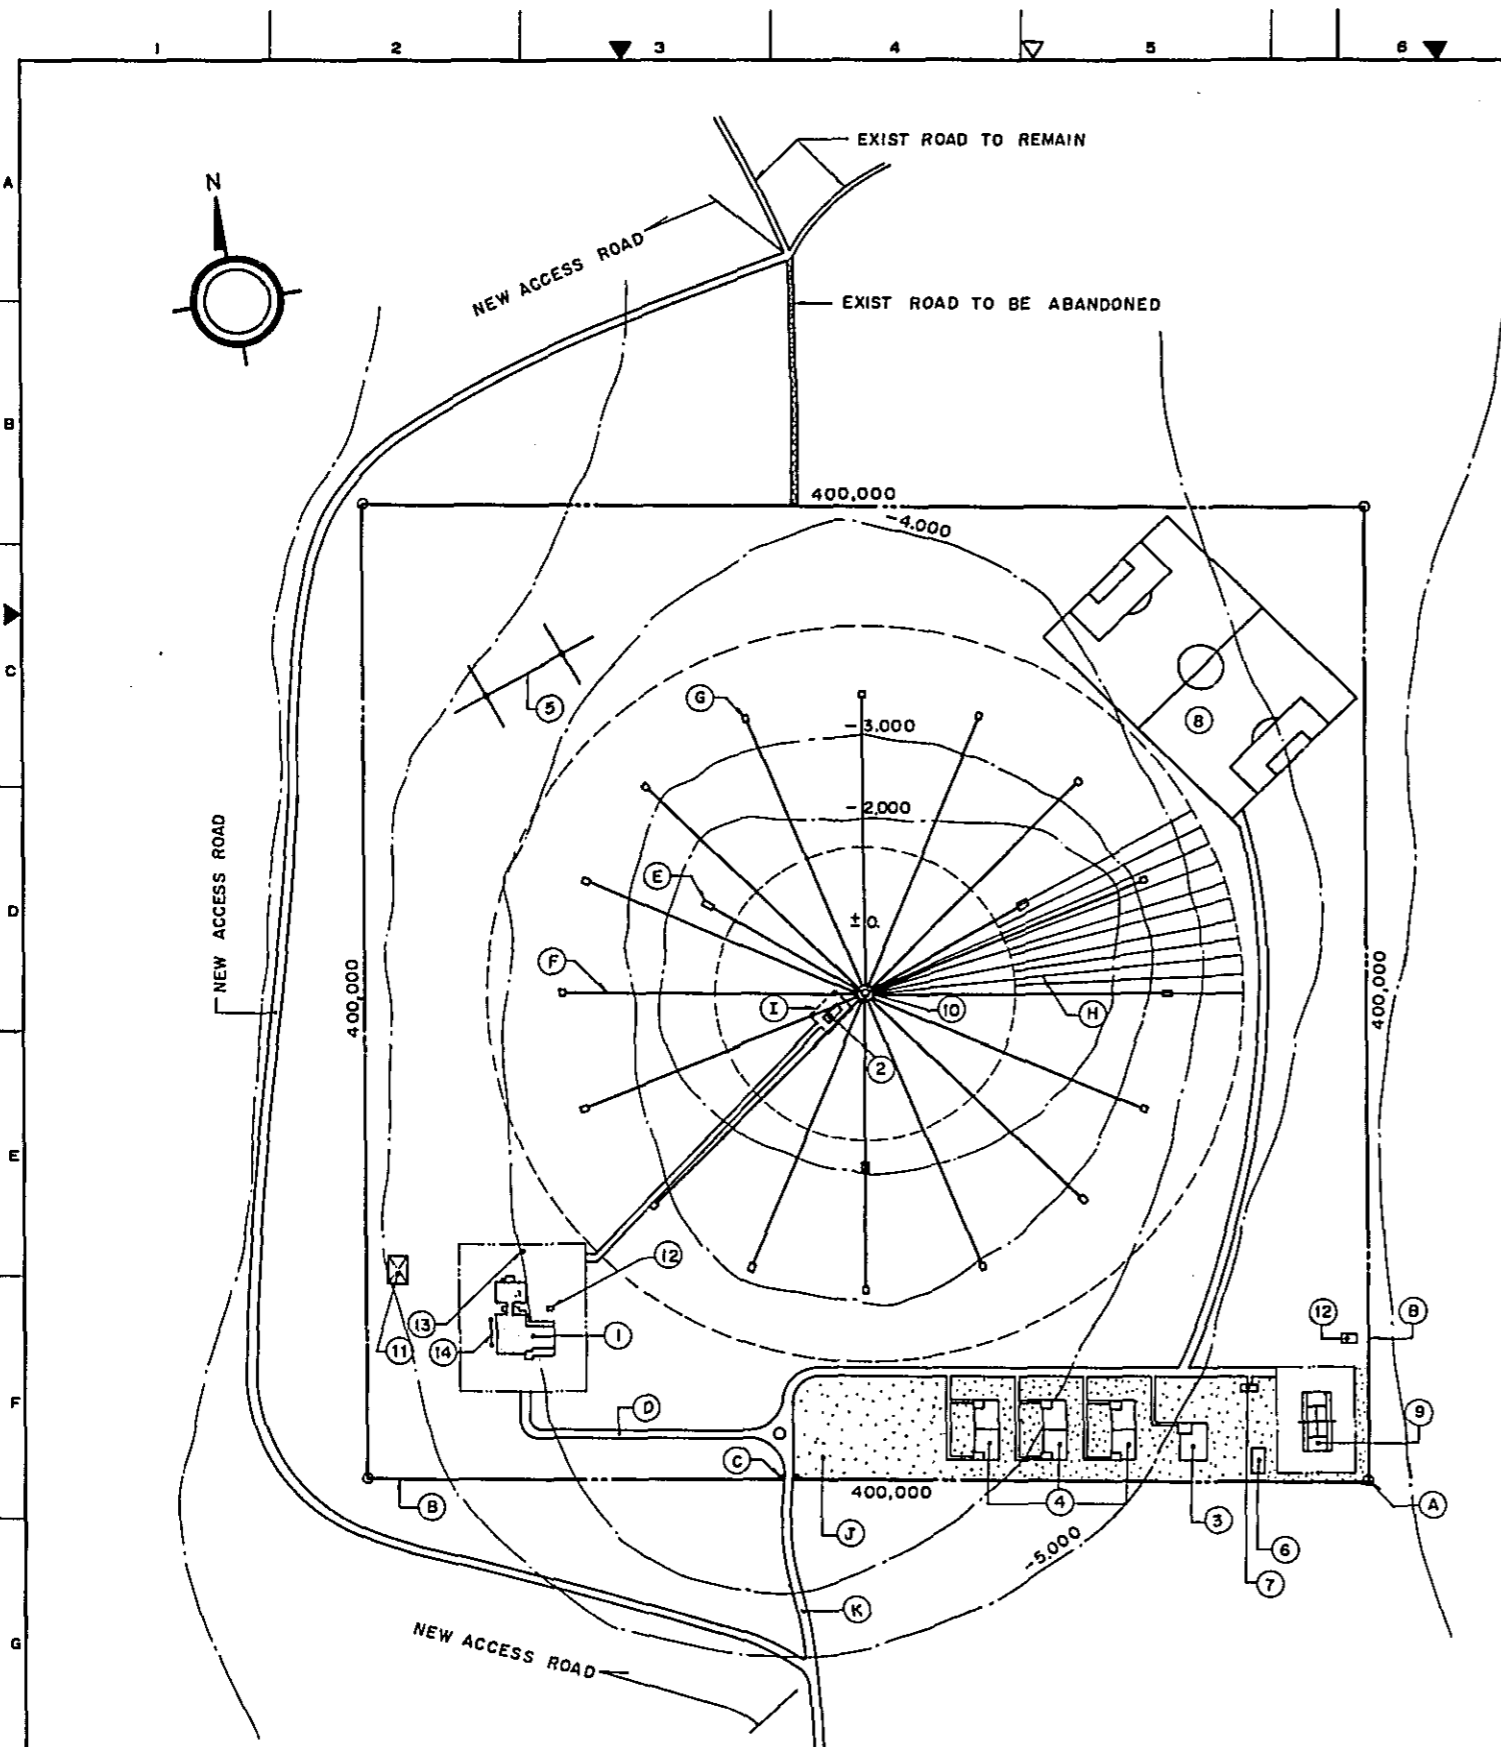 1 2 3 4 5 6
A
EXIST ROAD TO REMAIN
N
NEW ACCESS ROAD
EXIST ROAD TO BE ABANDONED
B
400,000
-4.000
C
5
G
8
-3.000
-2,000
NEW ACCESS ROAD
D
E
± 0.
F
400,000
400,000
I
10
H
2
E
12
13
14
11
1
12
B
F
D
9
C
B
400,000
4
A
J
3
6
-5.000
7
K
G
NEW ACCESS ROAD